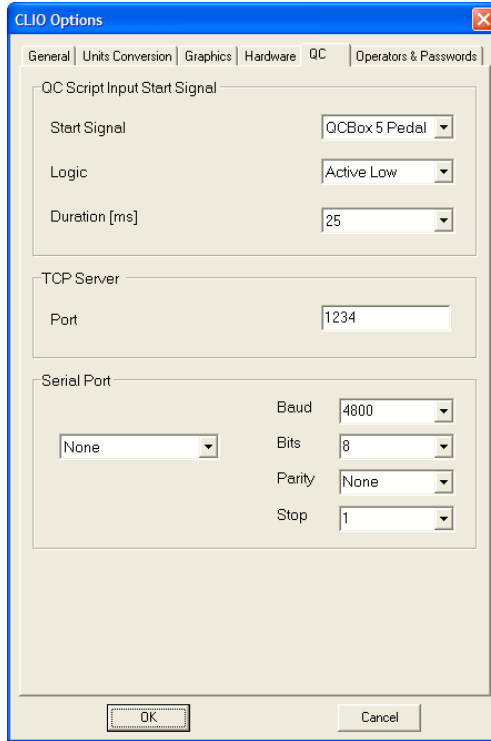 CLIO Options
General Units Conversion Graphics Hardware QC Operators & Passwords
QC Script Input Start Signal
Start Signal QCBox 5 Pedal
Logic Active Low
Duration [ms] 25
TCP Server
Port 1234
Serial Port
Baud 4800
None Bits 8
Parity None
Stop 1
OK Cancel